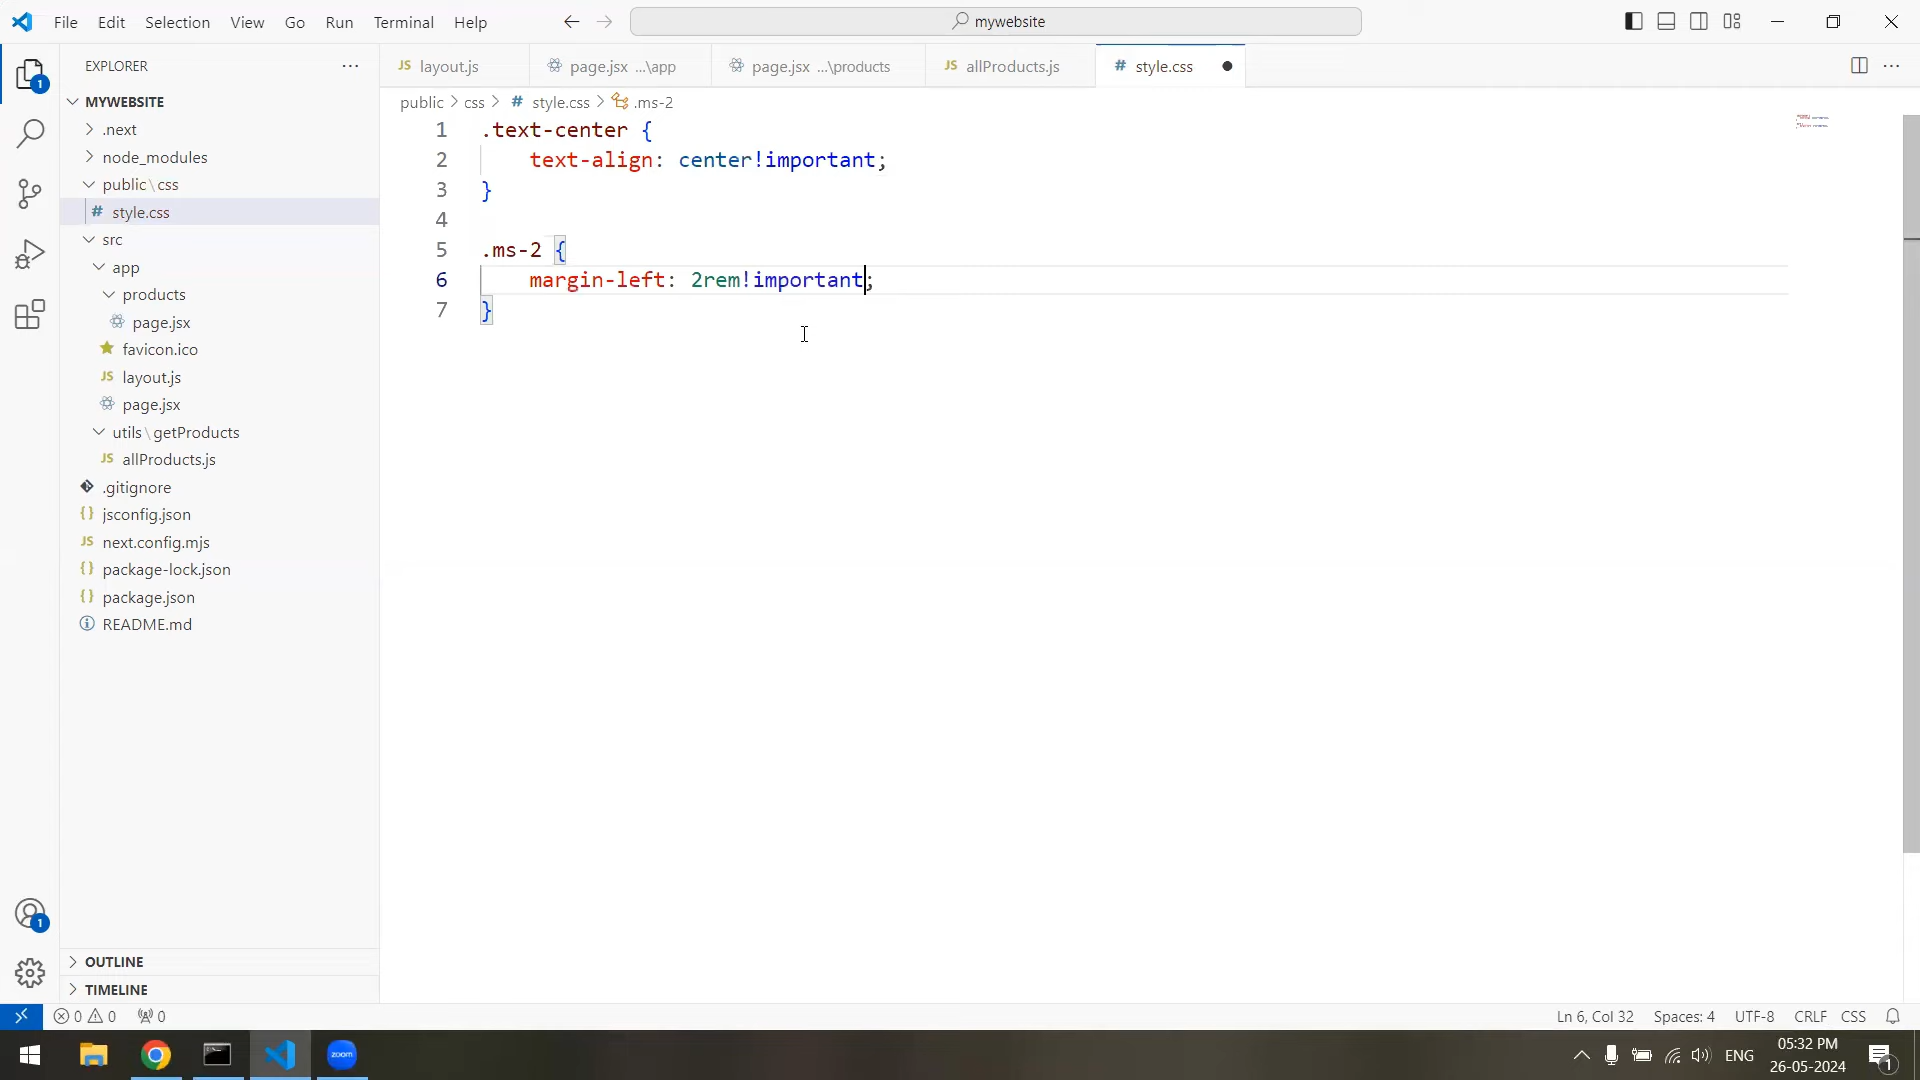 File Edit Selection View Go Run Terminal Help
mywebsite
EXPLORER
MYWEBSITE
.next
node_modules
public\css
# style.css
src
app
products
page.jsx
favicon.ico
JS layout.js
page.jsx
utils\getProducts
JS allProducts.js
.gitignore
{} jsconfig.json
JS next.config.mjs
{} package-lock.json
{} package.json
README.md
OUTLINE
TIMELINE
1
1
JS layout.js
page.jsx ...\app
page.jsx ...\products
JS allProducts.js
# style.css
public > css > # style.css > .ms-2
1 .text-center {
2 text-align: center!important;
3 }
4
5 .ms-2 {
6 margin-left: 2rem!important;
7 }
0 0 0
Ln 6, Col 32 Spaces: 4 UTF-8 CRLF CSS
zoom
ENG
05:32 PM
26-05-2024
1